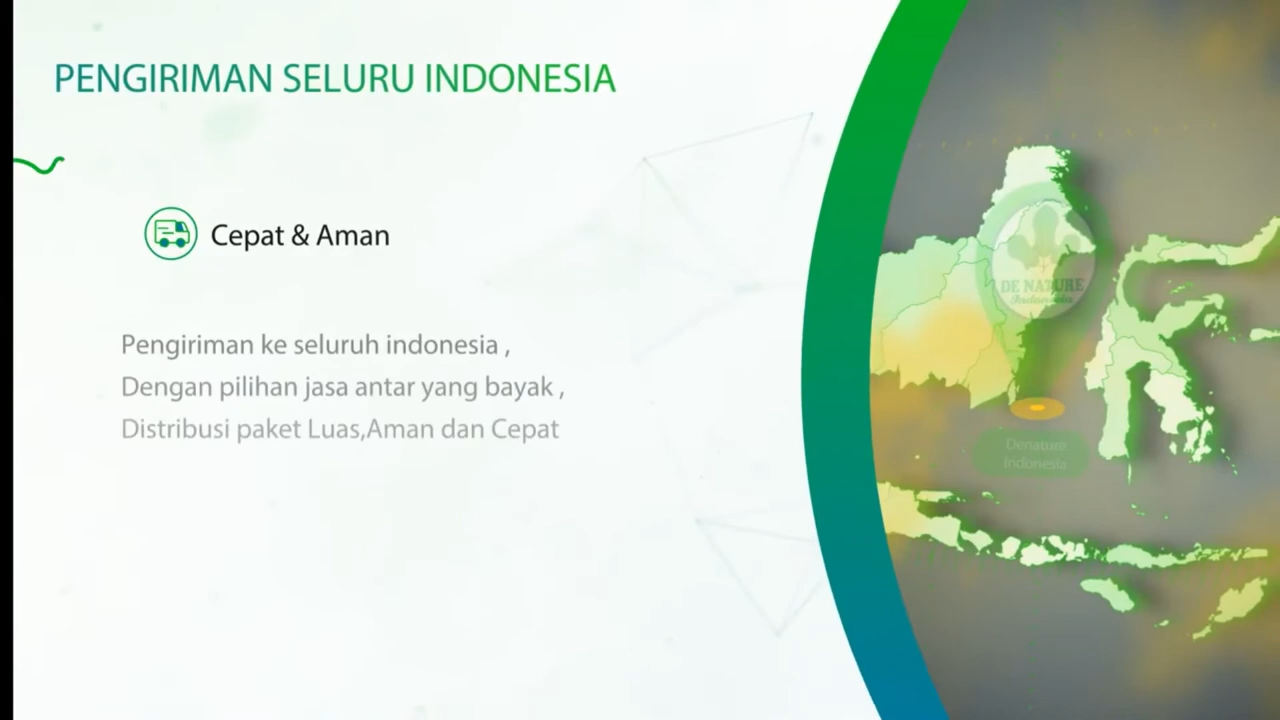 PENGIRIMAN SELURU INDONESIA
Cepat & Aman
Pengiriman ke seluruh indonesia ,
Dengan pilihan jasa antar yang bayak ,
Distribusi paket Luas,Aman dan Cepat
DE NATURE
Indonesia
Denature
Indonesia